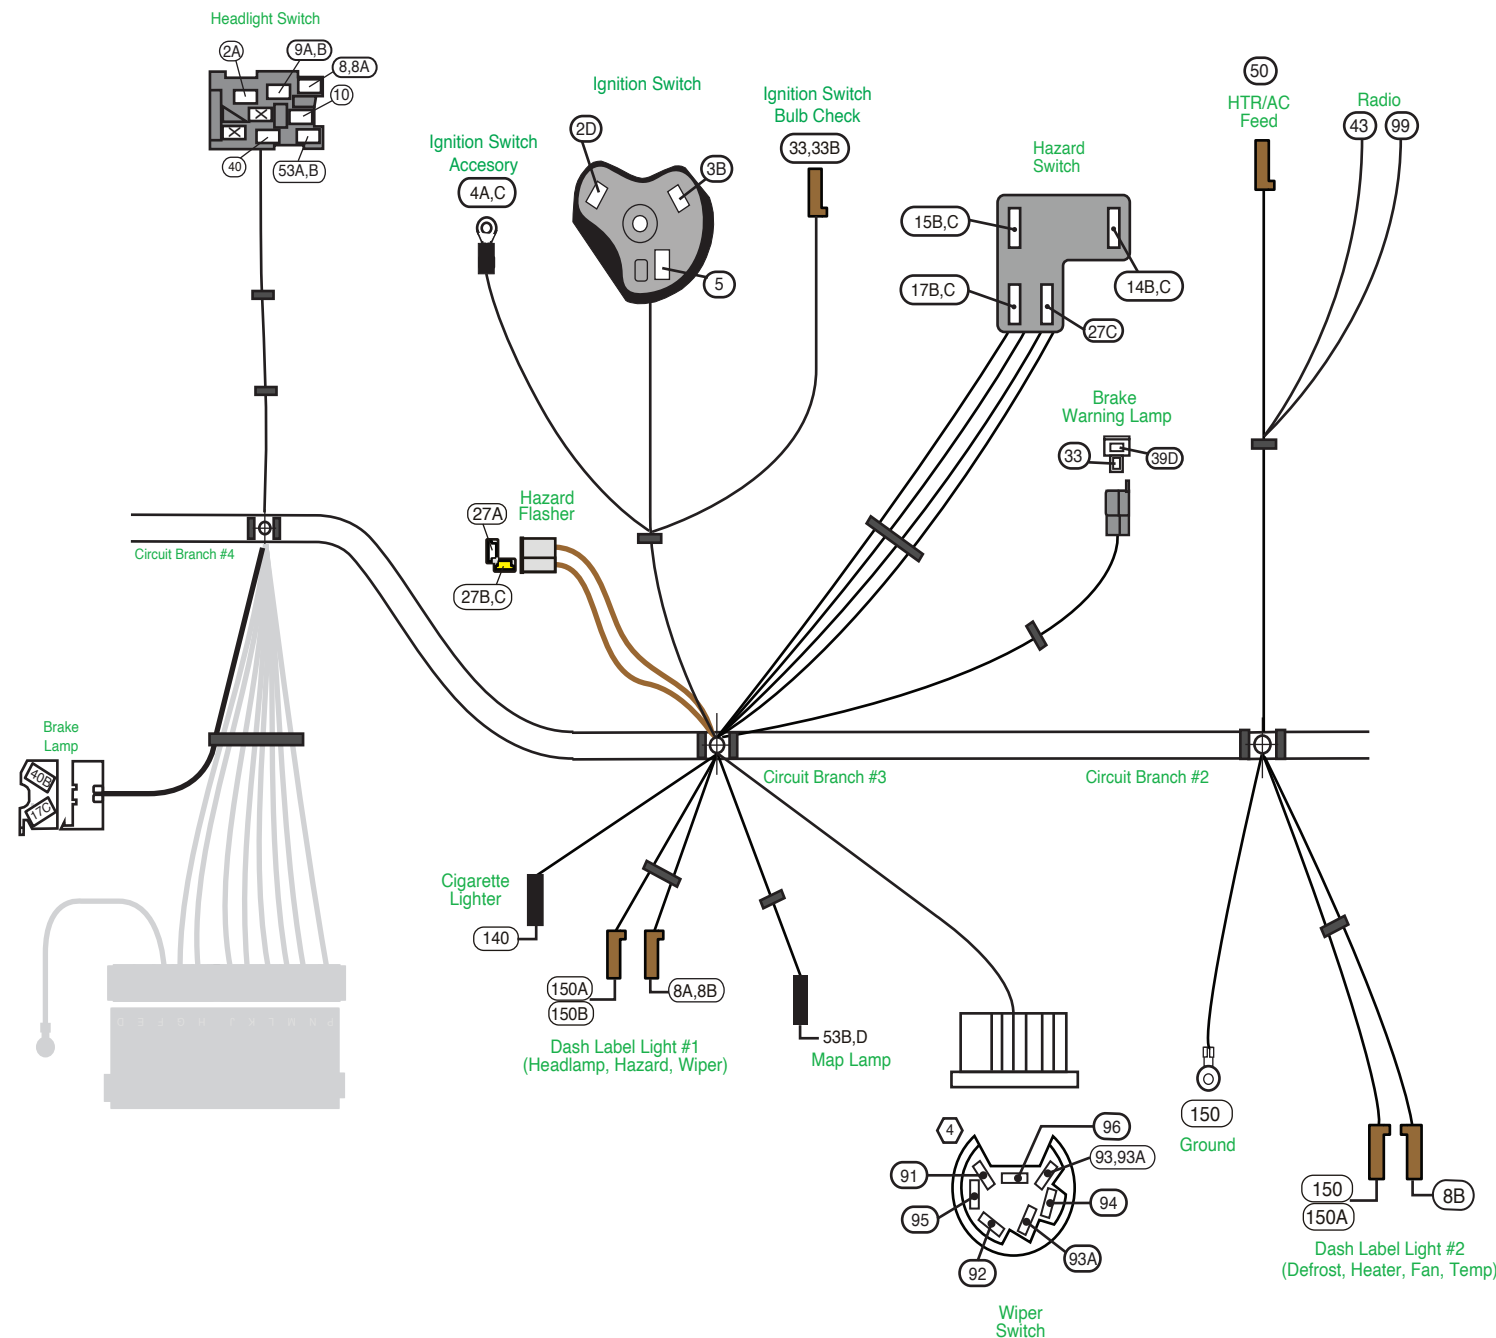 Headlight Switch
2A
9A,B
8,8A
10
40
53A,B
Ignition Switch
2D
3B
5
Ignition Switch
Accesory
4A,C
Ignition Switch
Bulb Check
33,33B
Hazard
Switch
15B,C
14B,C
17B,C
27C
50
HTR/AC
Feed
Radio
43
99
Brake
Warning Lamp
33
39D
Hazard
Flasher
27A
27B,C
Circuit Branch #4
Brake
Lamp
40B
17C
Circuit Branch #3
Circuit Branch #2
Cigarette
Lighter
140
150A
150B
8A,8B
Dash Label Light #1
(Headlamp, Hazard, Wiper)
53B,D
Map Lamp
D E F G H J K L M N P
4
96
93,93A
91
94
95
93A
92
Wiper
Switch
150
Ground
150
150A
8B
Dash Label Light #2
(Defrost, Heater, Fan, Temp)